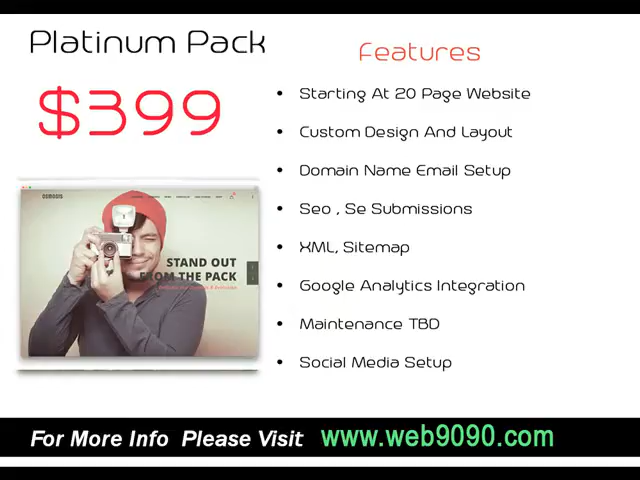 Platinum Pack
$399
Features
• Starting At 20 Page Website
• Custom Design And Layout
• Domain Name Email Setup
• Seo , Se Submissions
• XML, Sitemap
• Google Analytics Integration
• Maintenance TBD
• Social Media Setup
STAND OUT
FROM THE PACK
For More Info Please Visit www.web9090.com